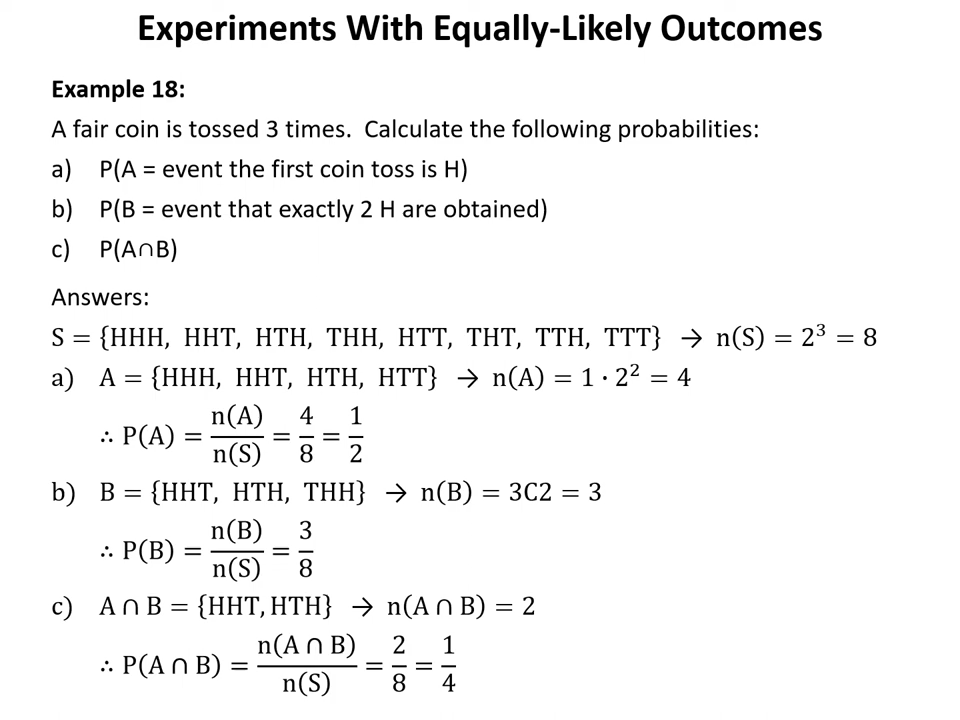 Experiments With Equally-Likely Outcomes
Example 18:
A fair coin is tossed 3 times. Calculate the following probabilities:
a) P(A = event the first coin toss is H)
b) P(B = event that exactly 2 H are obtained)
c) P(A∩B)
Answers:
S = {HHH, HHT, HTH, THH, HTT, THT, TTH, TTT} → n(S) = 2³ = 8
a) A = {HHH, HHT, HTH, HTT} → n(A) = 1 · 2² = 4
∴ P(A) = n(A)/n(S) = 4/8 = 1/2
b) B = {HHT, HTH, THH} → n(B) = 3C2 = 3
∴ P(B) = n(B)/n(S) = 3/8
c) A ∩ B = {HHT, HTH} → n(A ∩ B) = 2
∴ P(A ∩ B) = n(A ∩ B)/n(S) = 2/8 = 1/4